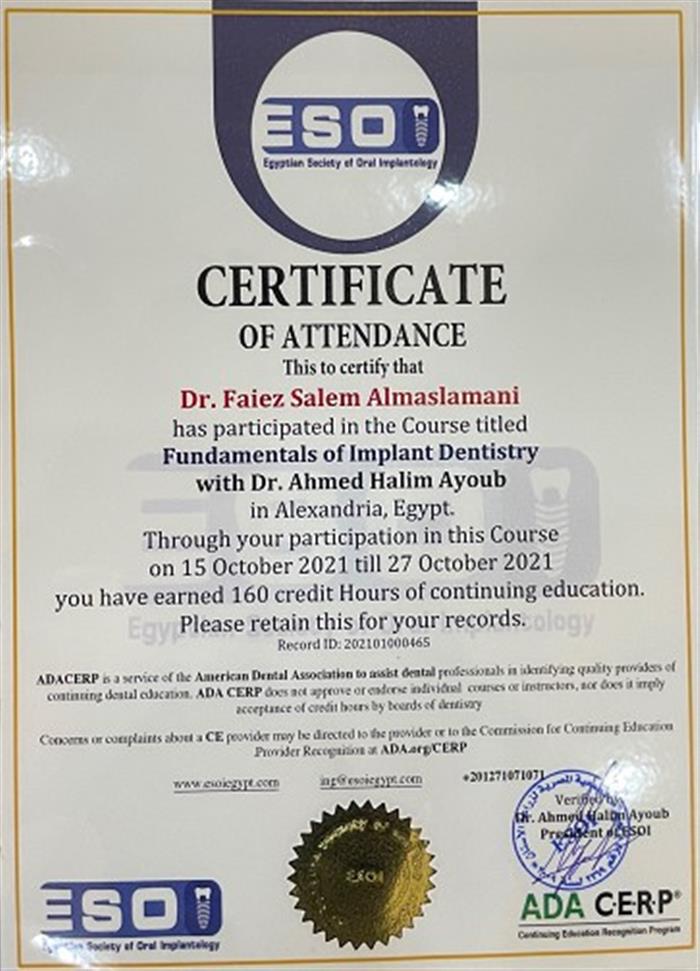 ESOI
Egyptian Society of Oral Implantology
CERTIFICATE
OF ATTENDANCE
This to certify that
Dr. Faiez Salem Almaslamani
has participated in the Course titled
Fundamentals of Implant Dentistry
with Dr. Ahmed Halim Ayoub
in Alexandria, Egypt.
Through your participation in this Course
on 15 October 2021 till 27 October 2021
you have earned 160 credit Hours of continuing education.
Please retain this for your records.
Record ID: 202101000465
ADACERP is a service of the American Dental Association to assist dental professionals in identifying quality providers of
continuing dental education. ADA CERP does not approve or endorse individual courses or instructors, nor does it imply
acceptance of credit hours by boards of dentistry
Concerns or complaints about a CE provider may be directed to the provider or to the Commission for Continuing Education
Provider Recognition at ADA.org/CERP
www.esoiegypt.com ing@esoiegypt.com +201271071071
Verified by
Dr. Ahmed Halim Ayoub
President of ESOI
ESOI
ESOI
Egyptian Society of Oral Implantology
ADA C·E·R·P®
Continuing Education Recognition Program